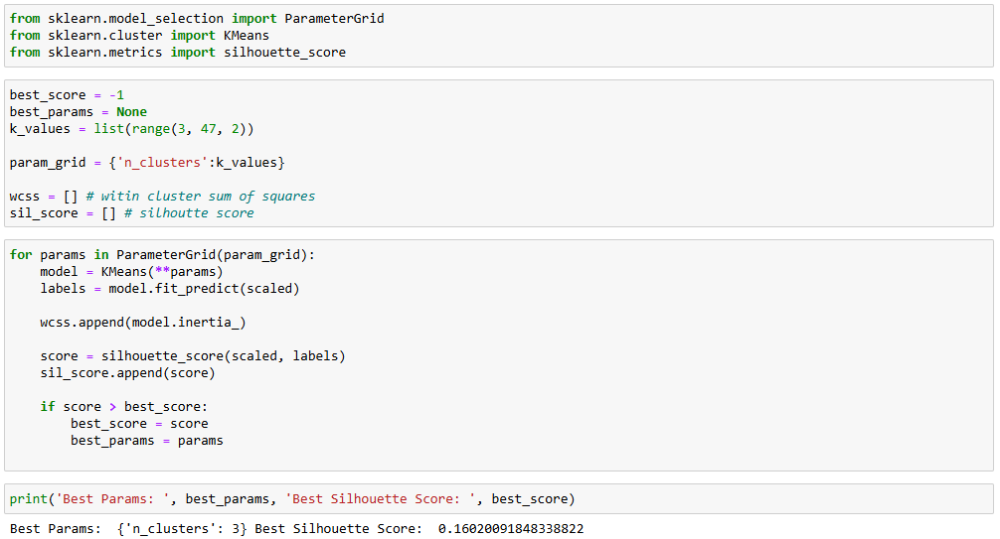 from sklearn.model_selection import ParameterGrid
from sklearn.cluster import KMeans
from sklearn.metrics import silhouette_score
best_score = -1
best_params = None
k_values = list(range(3, 47, 2))
param_grid = {'n_clusters':k_values}
wcss = [] # witin cluster sum of squares
sil_score = [] # silhoutte score
for params in ParameterGrid(param_grid):
    model = KMeans(**params)
    labels = model.fit_predict(scaled)
    wcss.append(model.inertia_)
    score = silhouette_score(scaled, labels)
    sil_score.append(score)
    if score > best_score:
        best_score = score
        best_params = params
print('Best Params: ', best_params, 'Best Silhouette Score: ', best_score)
Best Params:  {'n_clusters': 3} Best Silhouette Score:  0.16020091848338822